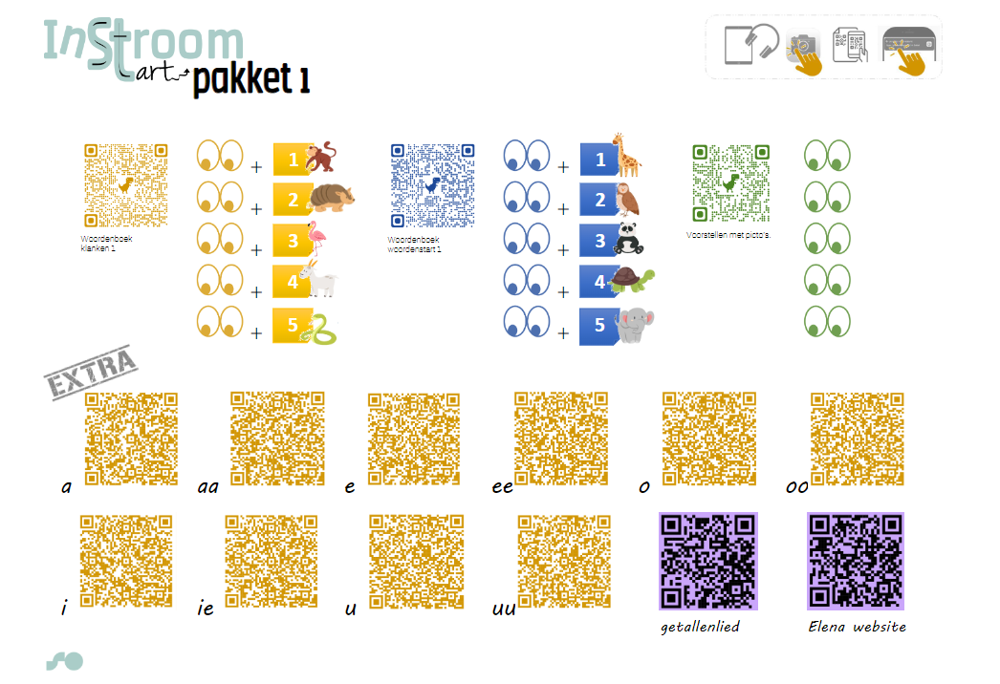 InStroom
Start
pakket 1
1
2
3
4
5
Woordenboek
klanken 1
1
2
3
4
5
Woordenboek
woordenstart 1
Voorstellen met picto's.
EXTRA
a
aa
e
ee
o
oo
i
ie
u
uu
getallenlied
Elena website